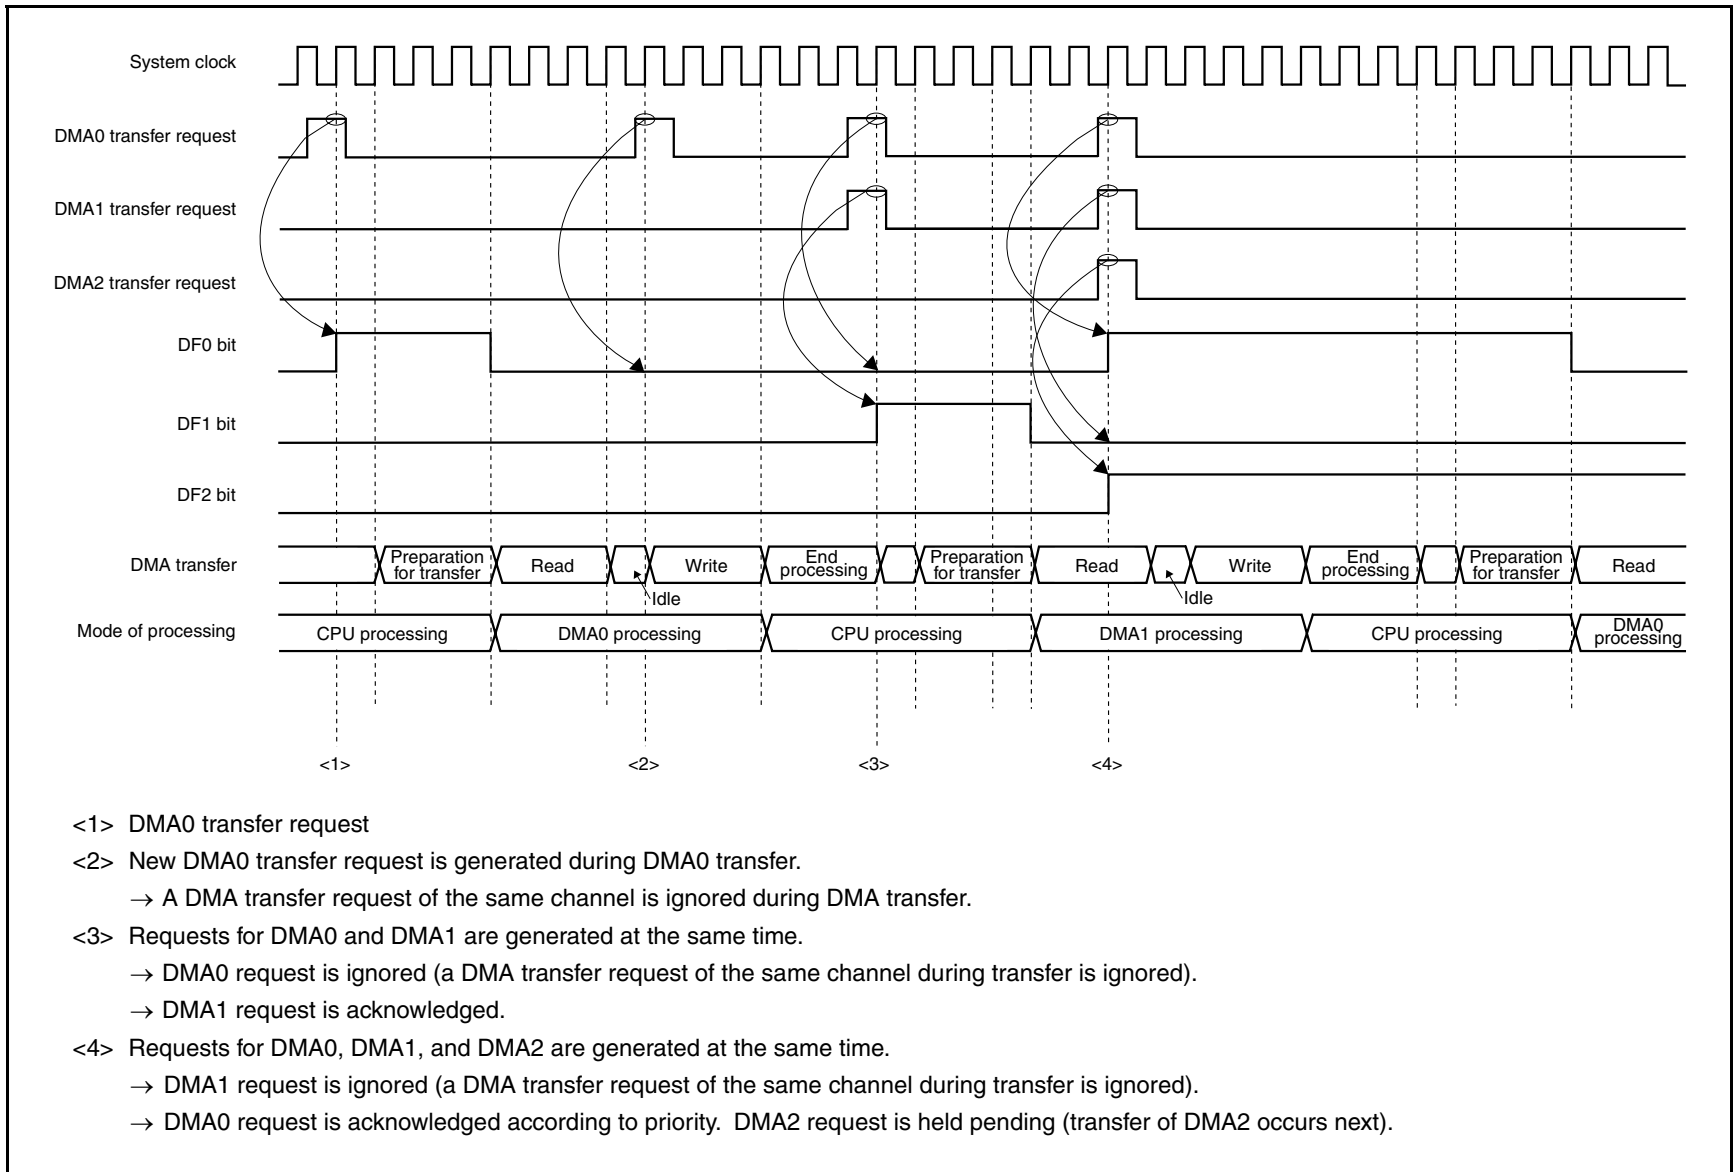 System clock
DMA0 transfer request
DMA1 transfer request
DMA2 transfer request
DF0 bit
DF1 bit
DF2 bit
DMA transfer
Preparation for transfer
Read
Write
End processing
Preparation for transfer
Read
Write
End processing
Preparation for transfer
Read
Idle
Idle
Mode of processing
CPU processing
DMA0 processing
CPU processing
DMA1 processing
CPU processing
DMA0 processing
<1>
<2>
<3>
<4>
<1> DMA0 transfer request
<2> New DMA0 transfer request is generated during DMA0 transfer.
→ A DMA transfer request of the same channel is ignored during DMA transfer.
<3> Requests for DMA0 and DMA1 are generated at the same time.
→ DMA0 request is ignored (a DMA transfer request of the same channel during transfer is ignored).
→ DMA1 request is acknowledged.
<4> Requests for DMA0, DMA1, and DMA2 are generated at the same time.
→ DMA1 request is ignored (a DMA transfer request of the same channel during transfer is ignored).
→ DMA0 request is acknowledged according to priority. DMA2 request is held pending (transfer of DMA2 occurs next).